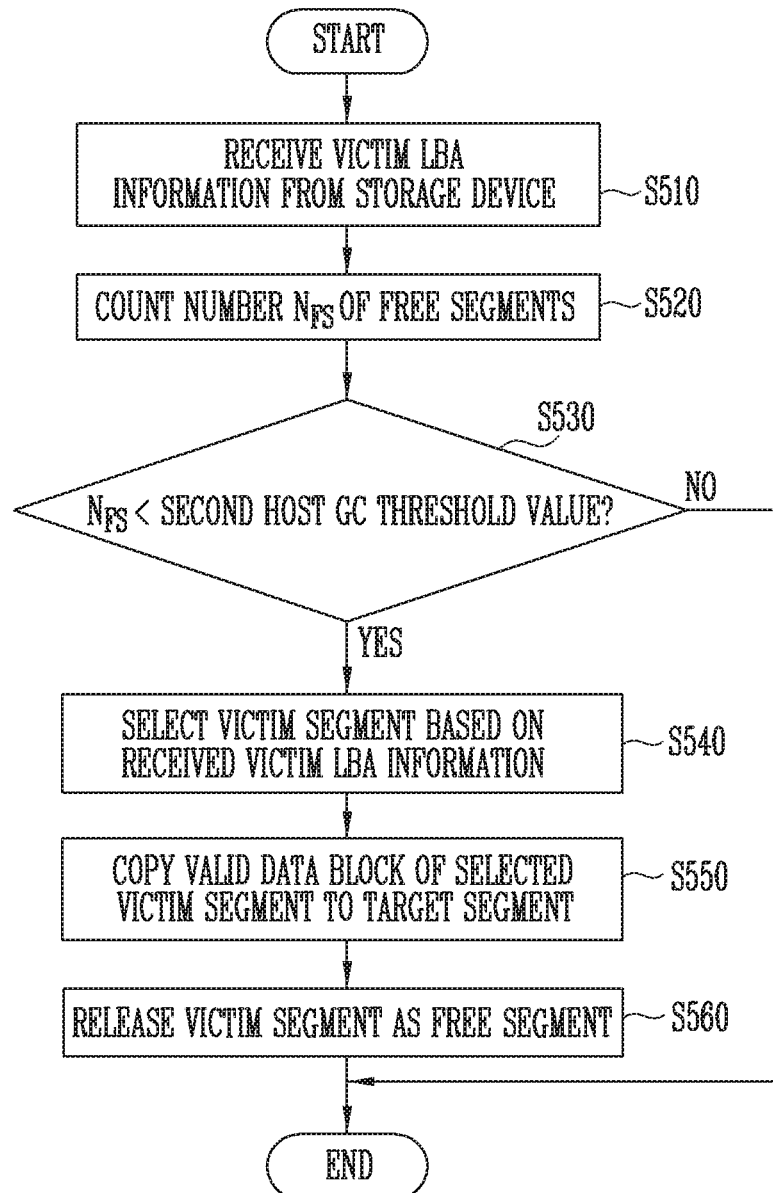 START
RECEIVE VICTIM LBA
INFORMATION FROM STORAGE DEVICE
S510
COUNT NUMBER NFS OF FREE SEGMENTS
S520
S530
NFS < SECOND HOST GC THRESHOLD VALUE?
NO
YES
SELECT VICTIM SEGMENT BASED ON
RECEIVED VICTIM LBA INFORMATION
S540
COPY VALID DATA BLOCK OF SELECTED
VICTIM SEGMENT TO TARGET SEGMENT
S550
RELEASE VICTIM SEGMENT AS FREE SEGMENT
S560
END